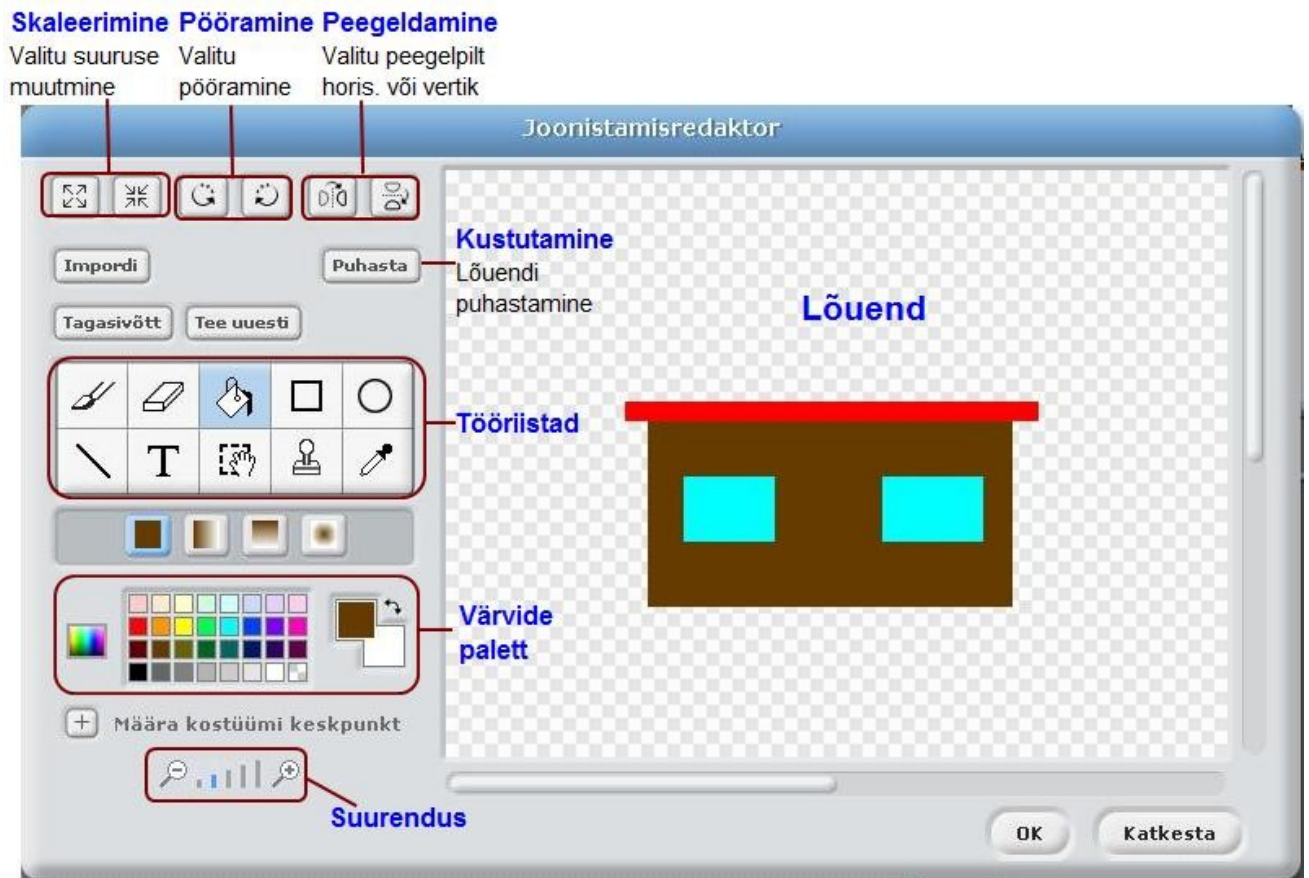 Skaleerimine Pööramine Peegeldamine
Valitu suuruse Valitu Valitu peegelpilt
muutmine pööramine horis. või vertik
Joonistamisredaktor
Impordi
Puhasta
Kustutamine
Lõuendi
puhastamine
Lõuend
Tagasivõtt
Tee uuesti
T
Tööriistad
Värvide
palett
Määra kostüümi keskpunkt
Suurendus
OK
Katkesta